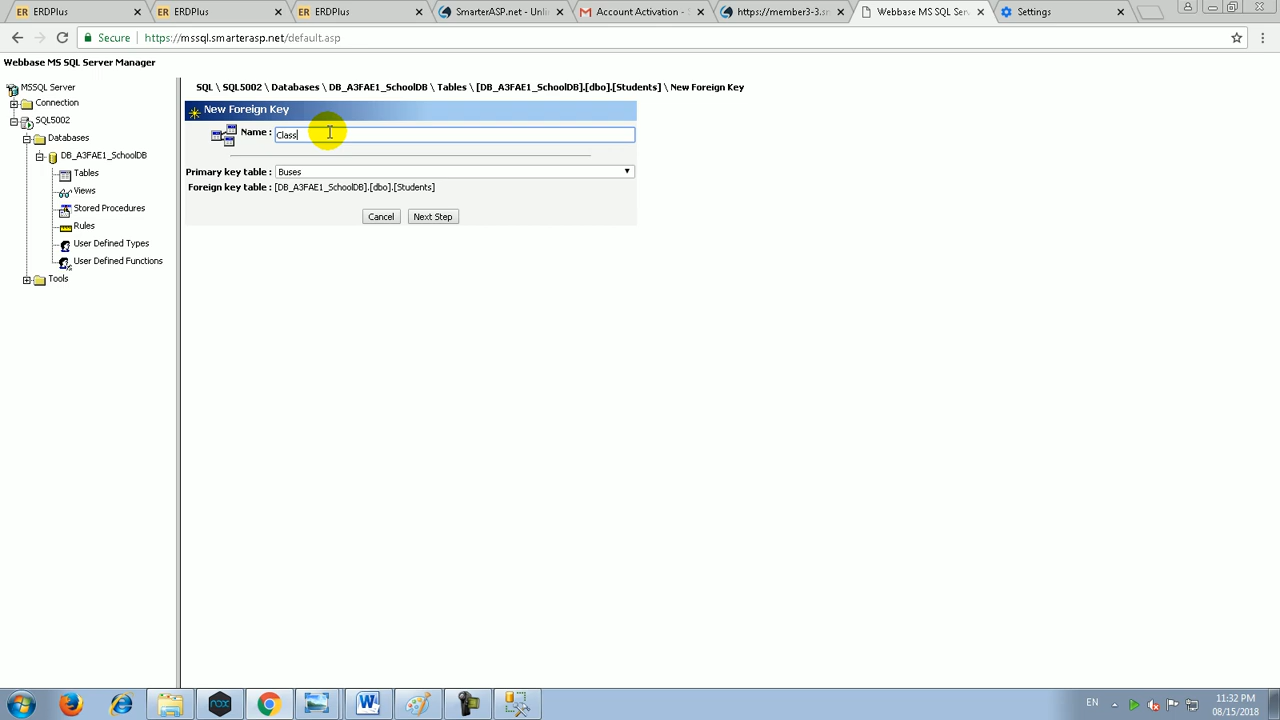 ERDPlus
ERDPlus
ERDPlus
SmarterASP.net - Unli
Account Activation -
https://member3-3.sm
Webbase MS SQL Serv
Settings
Secure
https://mssql.smarterasp.net/default.asp
Webbase MS SQL Server Manager
MSSQL Server
Connection
SQL5002
Databases
DB_A3FAE1_SchoolDB
Tables
Views
Stored Procedures
Rules
User Defined Types
User Defined Functions
Tools
SQL \ SQL5002 \ Databases \ DB_A3FAE1_SchoolDB \ Tables \ [DB_A3FAE1_SchoolDB].[dbo].[Students] \ New Foreign Key
New Foreign Key
Name : Class
Primary key table : Buses
Foreign key table : [DB_A3FAE1_SchoolDB].[dbo].[Students]
Cancel
Next Step
nox
EN
11:32 PM
08/15/2018